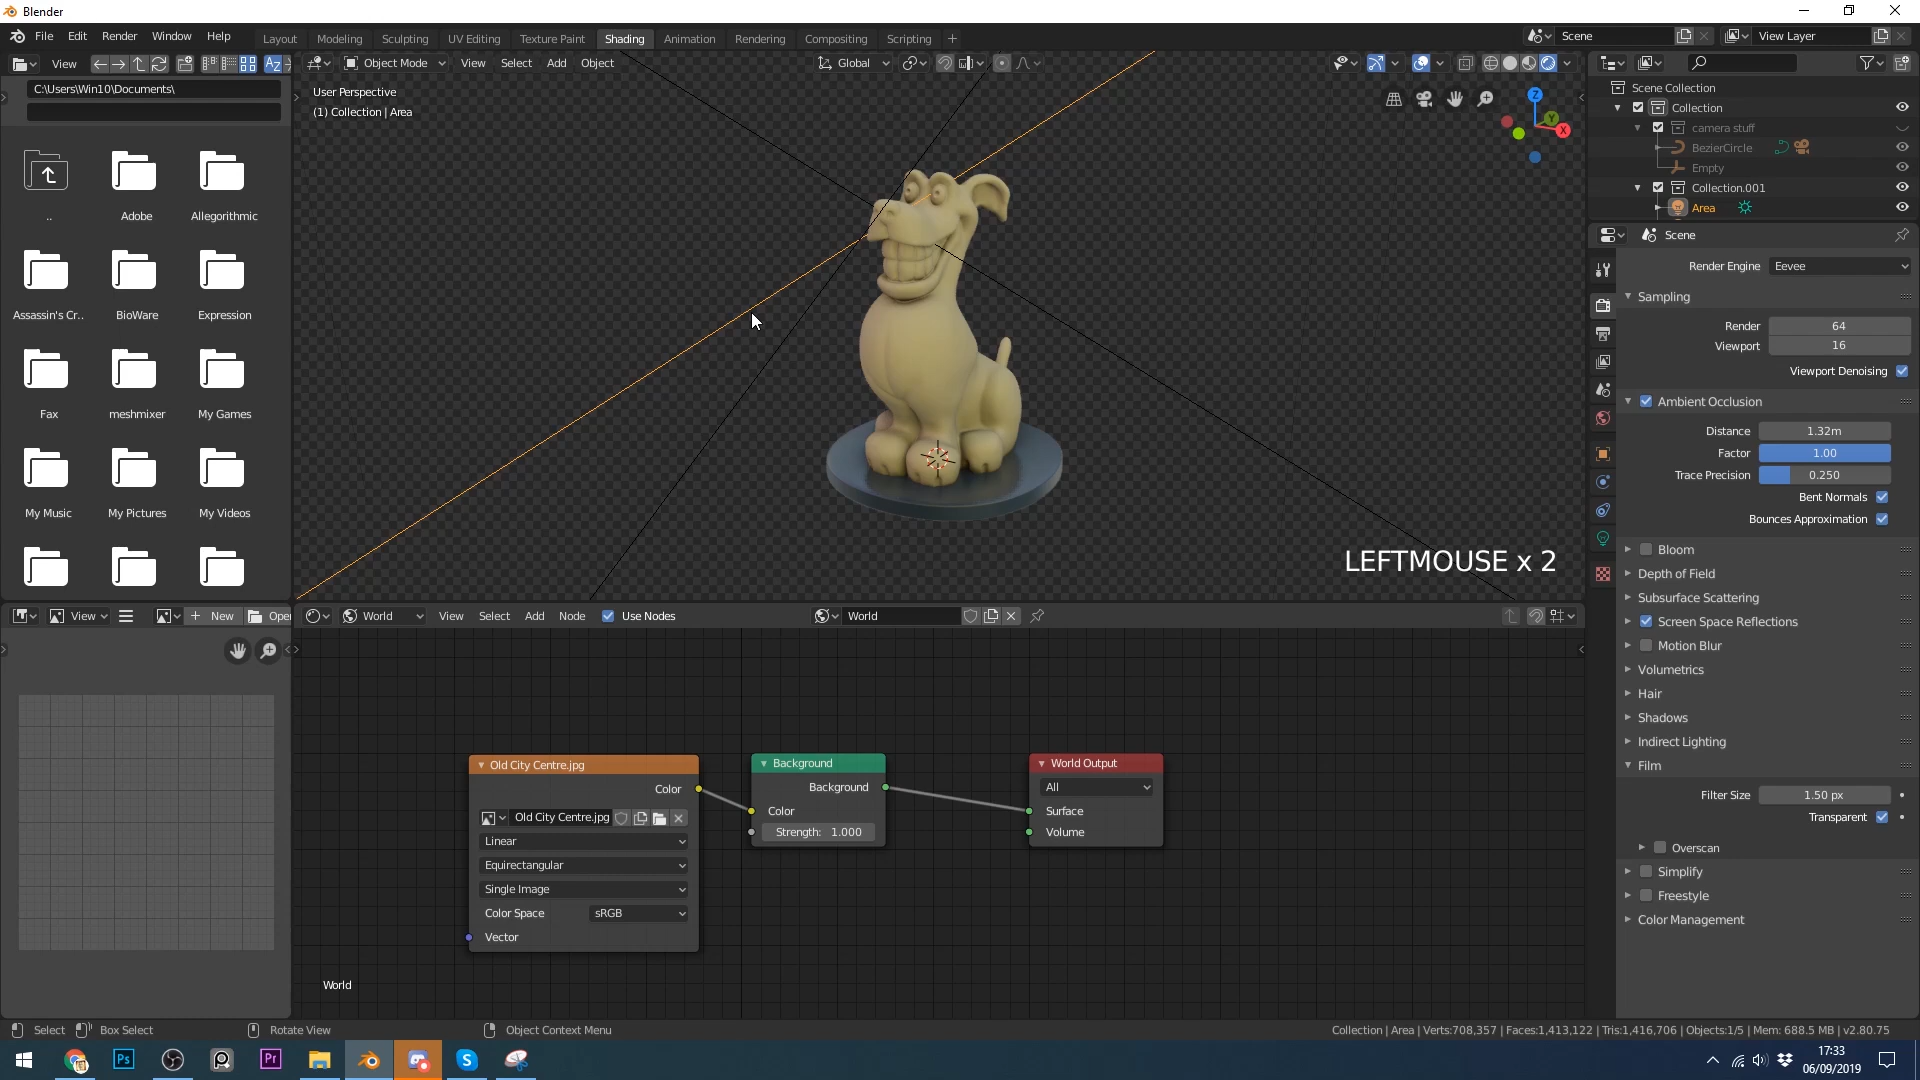 Blender
File Edit Render Window Help
Layout Modeling Sculpting UV Editing Texture Paint Shading Animation Rendering Compositing Scripting
Scene
View Layer
View
Object Mode View Select Add Object
Global
C:\Users\Win10\Documents\
..
Adobe
Allegorithmic
Assassin's Cr..
BioWare
Expression
Fax
meshmixer
My Games
My Music
My Pictures
My Videos
User Perspective
(1) Collection | Area
Z
Y
X
LEFTMOUSE x 2
Scene Collection
Collection
camera stuff
BezierCircle
Empty
Collection.001
Area
Scene
Render Engine Eevee
Sampling
Render 64
Viewport 16
Viewport Denoising
Ambient Occlusion
Distance 1.32m
Factor 1.00
Trace Precision 0.250
Bent Normals
Bounces Approximation
Bloom
Depth of Field
Subsurface Scattering
Screen Space Reflections
Motion Blur
Volumetrics
Hair
Shadows
Indirect Lighting
Film
Filter Size 1.50 px
Transparent
Overscan
Simplify
Freestyle
Color Management
View
New
Open
World View Select Add Node Use Nodes
World
Old City Centre.jpg
Color
Old City Centre.jpg
Linear
Equirectangular
Single Image
Color Space sRGB
Vector
Background
Background
Color
Strength: 1.000
World Output
All
Surface
Volume
World
Select Box Select Rotate View Object Context Menu
Collection | Area | Verts:708,357 | Faces:1,413,122 | Tris:1,416,706 | Objects:1/5 | Mem: 688.5 MB | v2.80.75
Ps
Pr
S
17:33
06/09/2019